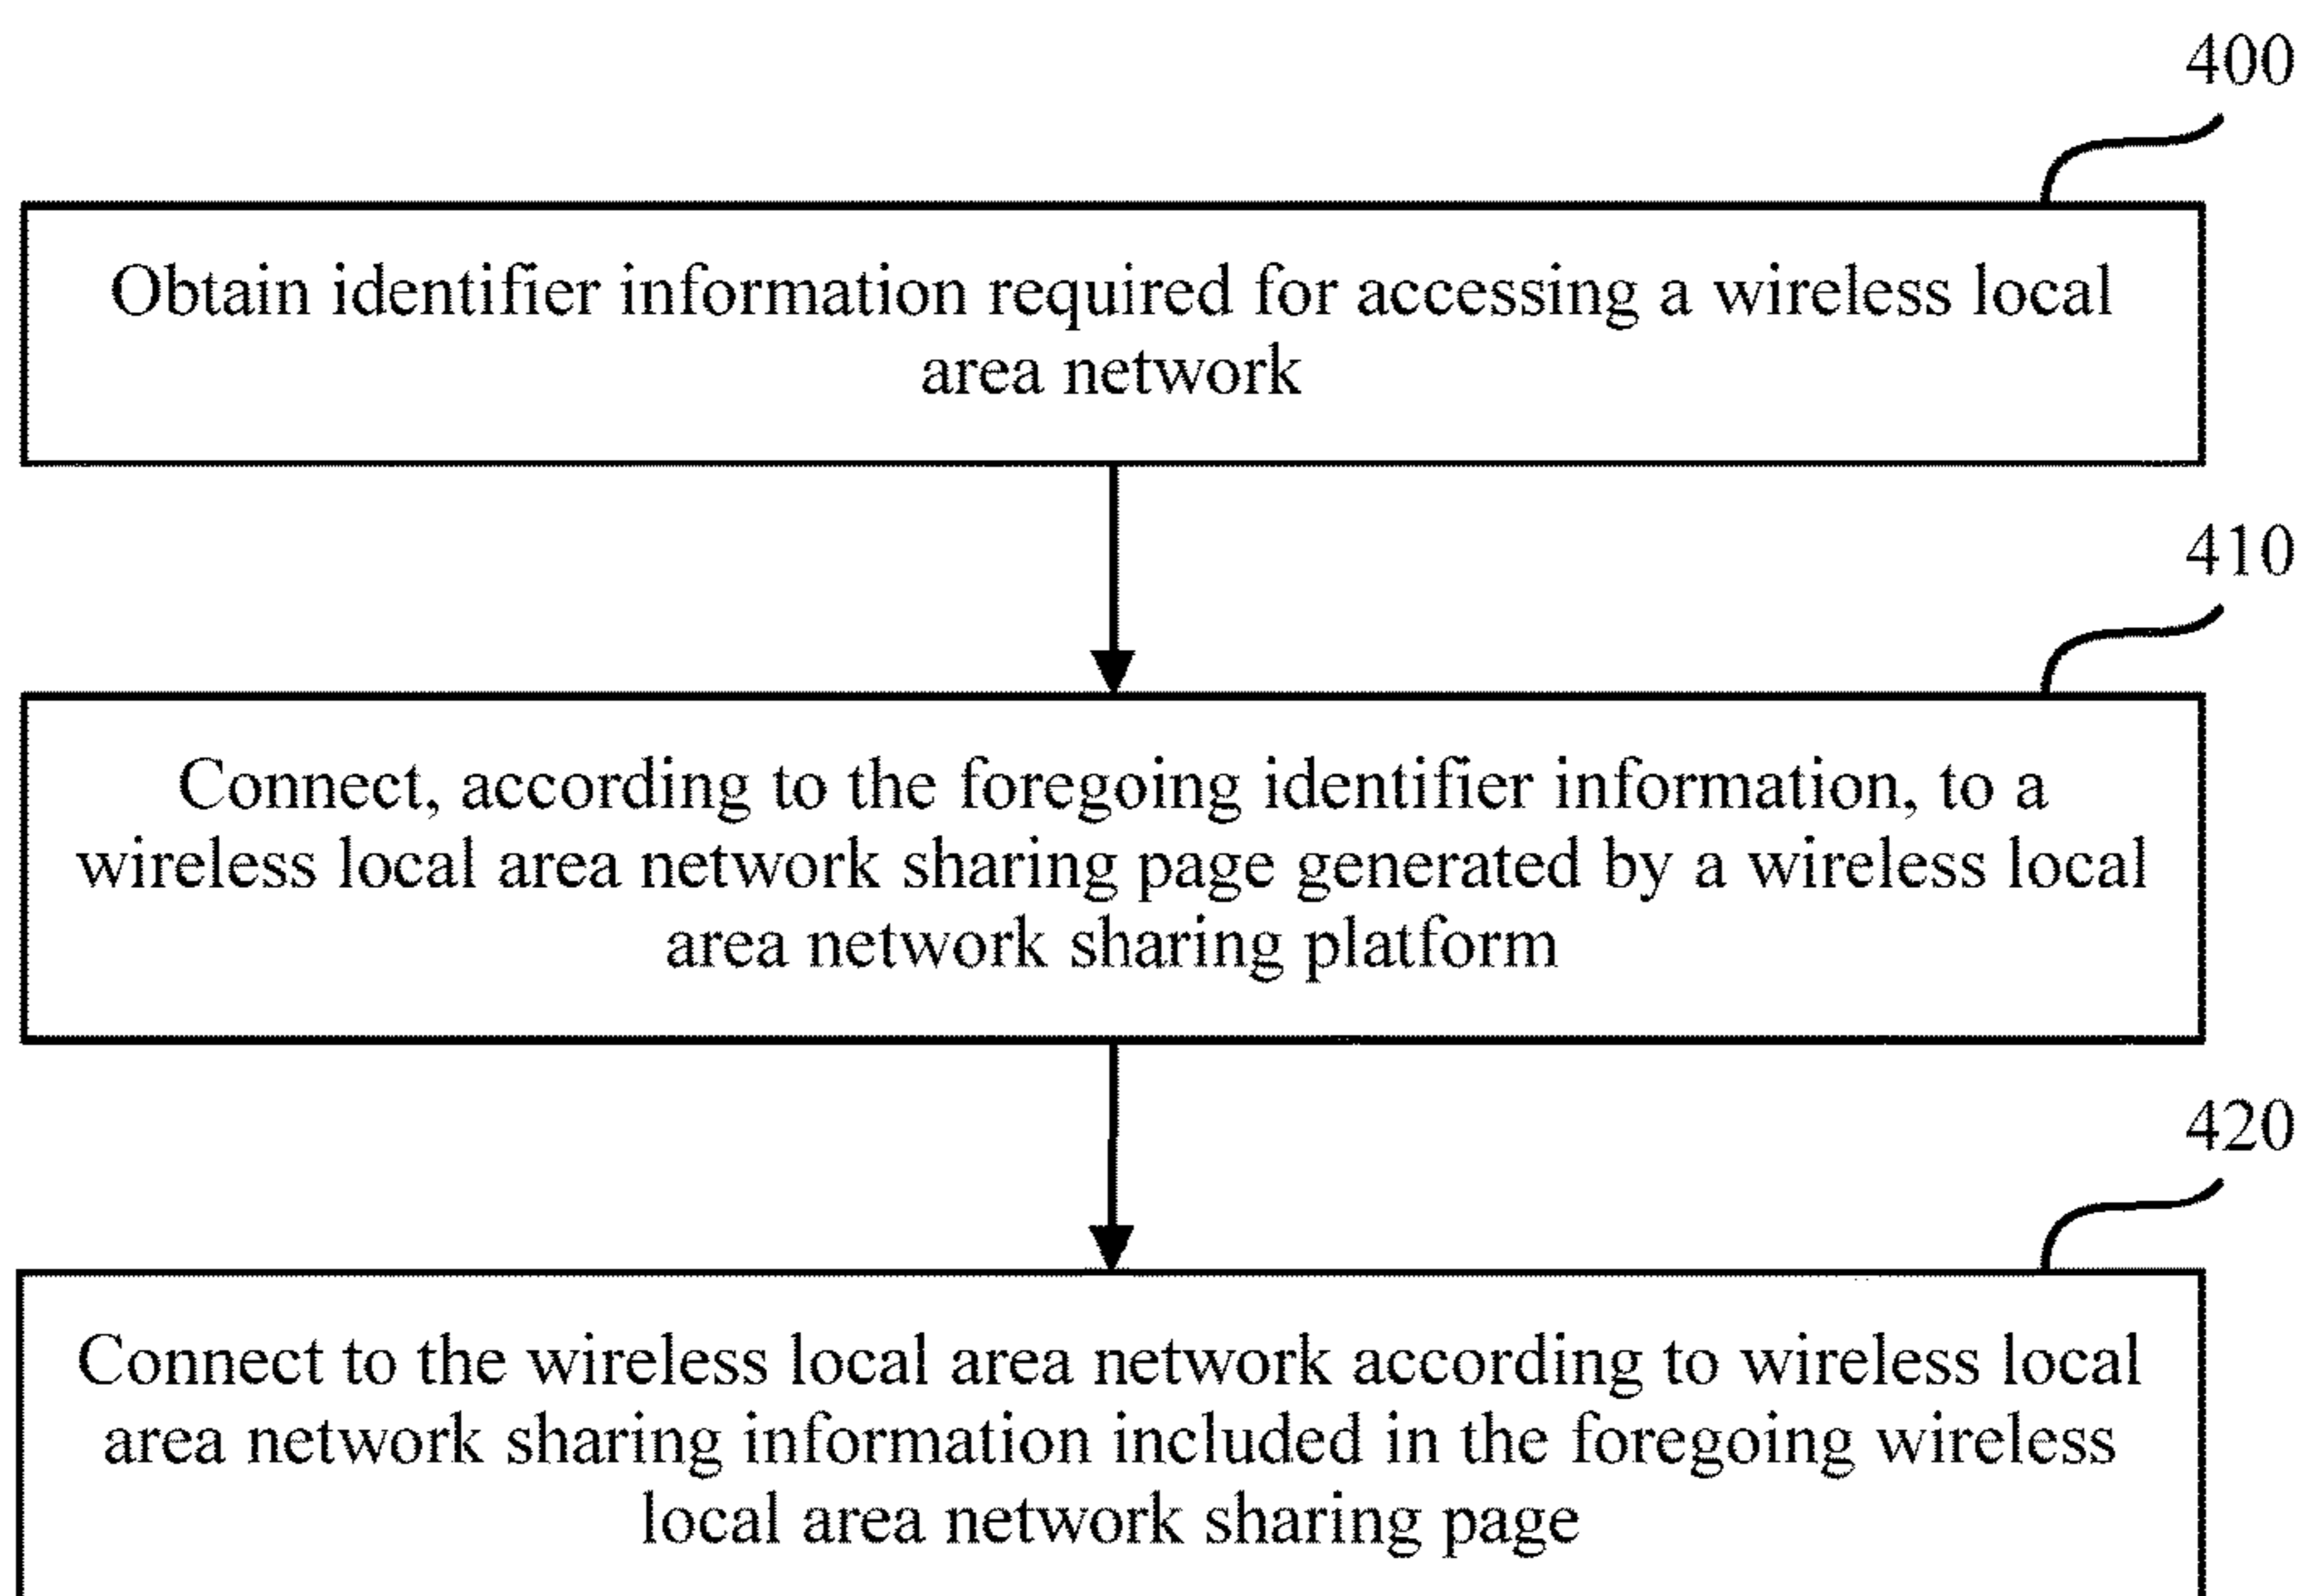 400
Obtain identifier information required for accessing a wireless local
area network
410
Connect, according to the foregoing identifier information, to a
wireless local area network sharing page generated by a wireless local
area network sharing platform
420
Connect to the wireless local area network according to wireless local
area network sharing information included in the foregoing wireless
local area network sharing page